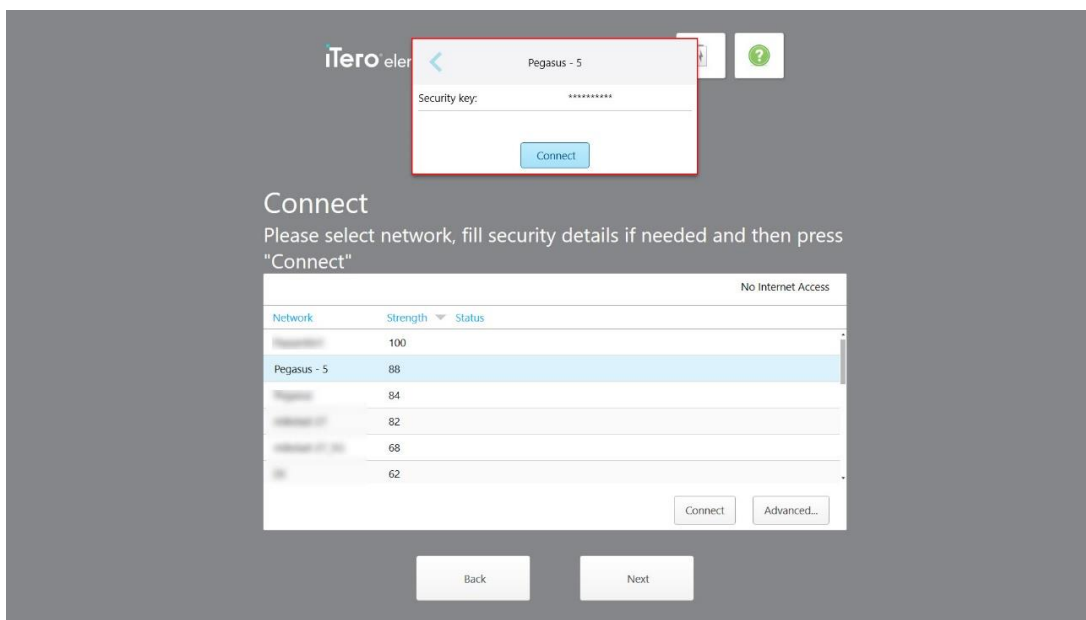 iTero eler
Pegasus - 5
Security key: **********
Connect
Connect
Please select network, fill security details if needed and then press
"Connect"
No Internet Access
Network Strength Status
100
Pegasus - 5 88
84
82
68
62
Connect Advanced...
Back Next